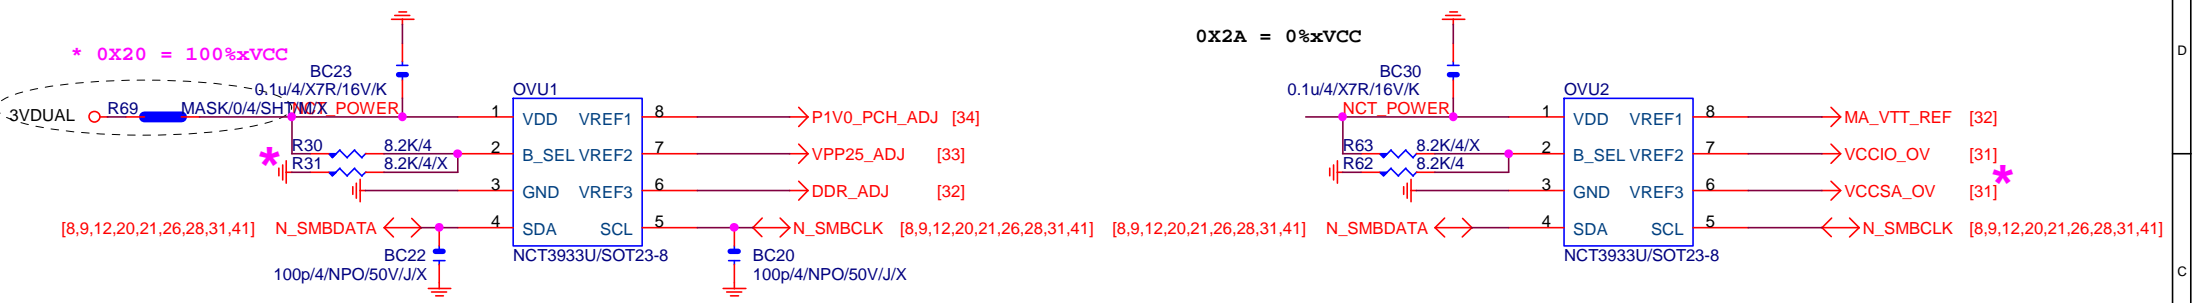 * 0X20 = 100%xVCC
BC23
0.1u/4/X7R/16V/K
3VDUAL
R69
MASK/0/4/SHT/M/X
NCT_POWER
R30
8.2K/4
R31
8.2K/4/X
*
OVU1
1 VDD VREF1 8
2 B_SEL VREF2 7
3 GND VREF3 6
4 SDA SCL 5
NCT3933U/SOT23-8
P1V0_PCH_ADJ [34]
VPP25_ADJ [33]
DDR_ADJ [32]
[8,9,12,20,21,26,28,31,41] N_SMBDATA
N_SMBCLK [8,9,12,20,21,26,28,31,41]
BC22
100p/4/NPO/50V/J/X
BC20
100p/4/NPO/50V/J/X
0X2A = 0%xVCC
BC30
0.1u/4/X7R/16V/K
NCT_POWER
R63
8.2K/4/X
R62
8.2K/4
OVU2
1 VDD VREF1 8
2 B_SEL VREF2 7
3 GND VREF3 6
4 SDA SCL 5
NCT3933U/SOT23-8
MA_VTT_REF [32]
VCCIO_OV [31]
VCCSA_OV [31]
*
[8,9,12,20,21,26,28,31,41] N_SMBDATA
N_SMBCLK [8,9,12,20,21,26,28,31,41]
D
C